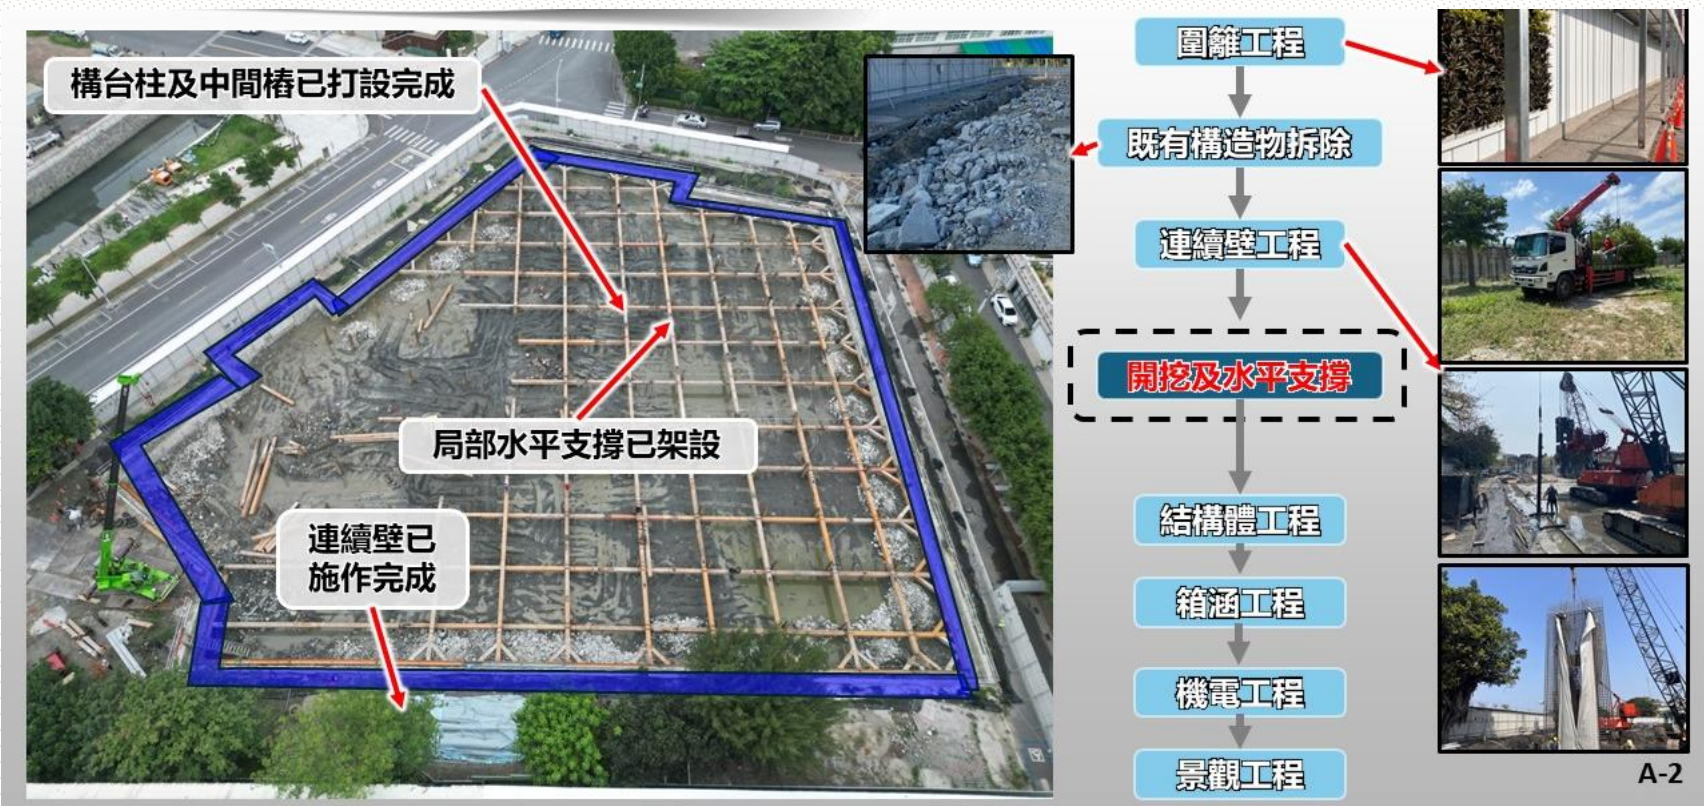 構台柱及中間樁已打設完成
局部水平支撐已架設
連續壁已
施作完成
圍籬工程
既有構造物拆除
連續壁工程
開挖及水平支撐
結構體工程
箱涵工程
機電工程
景觀工程
A-2